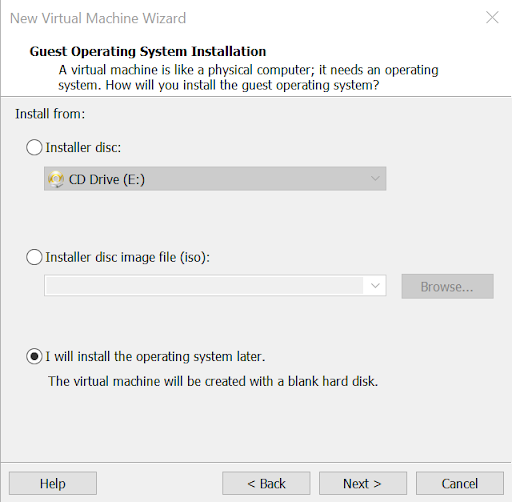 New Virtual Machine Wizard
Guest Operating System Installation
A virtual machine is like a physical computer; it needs an operating
system. How will you install the guest operating system?
Install from:
Installer disc:
CD Drive (E:)
Installer disc image file (iso):
Browse...
I will install the operating system later.
The virtual machine will be created with a blank hard disk.
Help
< Back
Next >
Cancel